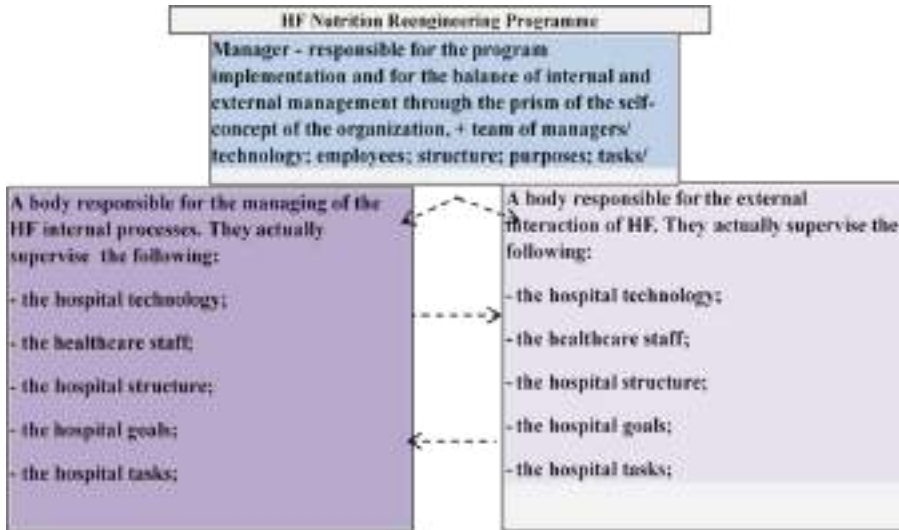 HF Nutrition Reengineering Programme
Manager - responsible for the program
implementation and for the balance of internal and
external management through the prism of the self-
concept of the organization, + team of managers/
technology; employees; structure; purposes; tasks/
A body responsible for the managing of the
HF internal processes. They actually
supervise the following:
- the hospital technology;
- the healthcare staff;
- the hospital structure;
- the hospital goals;
- the hospital tasks;
A body responsible for the external
interaction of HF. They actually supervise the
following:
- the hospital technology;
- the healthcare staff;
- the hospital structure;
- the hospital goals;
- the hospital tasks;